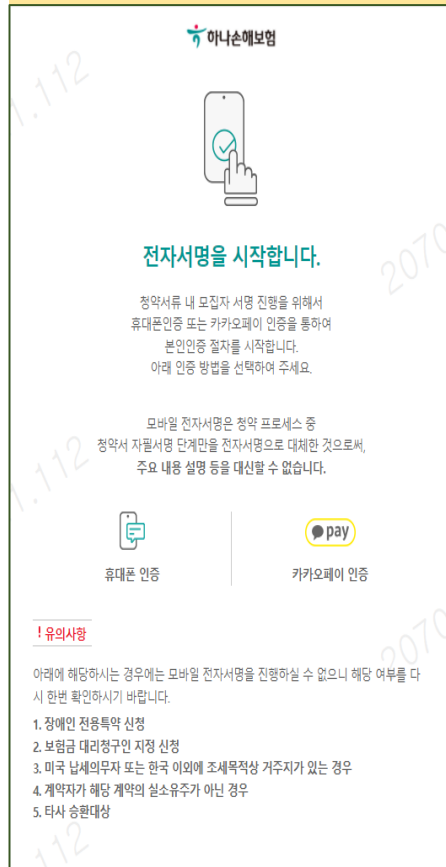 하나손해보험
전자서명을 시작합니다.
청약서류 내 모집자 서명 진행을 위해서
휴대폰인증 또는 카카오페이 인증을 통하여
본인인증 절차를 시작합니다.
아래 인증 방법을 선택하여 주세요.
모바일 전자서명은 청약 프로세스 중
청약서 자필서명 단계만을 전자서명으로 대체한 것으로써,
주요 내용 설명 등을 대신할 수 없습니다.
pay
휴대폰 인증
카카오페이 인증
! 유의사항
아래에 해당하시는 경우에는 모바일 전자서명을 진행하실 수 없으니 해당 여부를 다
시 한번 확인하시기 바랍니다.
1. 장애인 전용특약 신청
2. 보험금 대리청구인 지정 신청
3. 미국 납세의무자 또는 한국 이외에 조세목적상 거주지가 있는 경우
4. 계약자가 해당 계약의 실소유주가 아닌 경우
5. 타사 승환대상
1.112
2070
1.112
2070
112